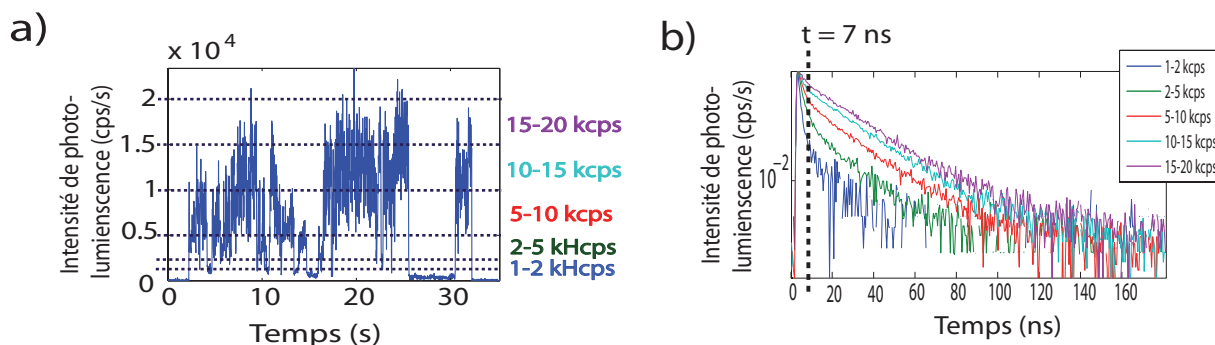 a)
x 10⁴
Intensité de photo-
lumienscence (cps/s)
2
1.5
1
0.5
0
0 10 20 30
Temps (s)
15-20 kcps
10-15 kcps
5-10 kcps
2-5 kHcps
1-2 kHcps
b)
t = 7 ns
Intensité de photo-
lumienscence (cps/s)
10⁻²
0 20 40 60 80 100 120 140 160
Temps (ns)
1-2 kcps
2-5 kcps
5-10 kcps
10-15 kcps
15-20 kcps